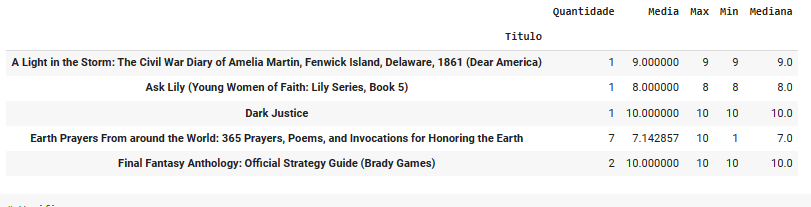 Quantidade Media Max Min Mediana
Titulo
A Light in the Storm: The Civil War Diary of Amelia Martin, Fenwick Island, Delaware, 1861 (Dear America) 1 9.000000 9 9 9.0
Ask Lily (Young Women of Faith: Lily Series, Book 5) 1 8.000000 8 8 8.0
Dark Justice 1 10.000000 10 10 10.0
Earth Prayers From around the World: 365 Prayers, Poems, and Invocations for Honoring the Earth 7 7.142857 10 1 7.0
Final Fantasy Anthology: Official Strategy Guide (Brady Games) 2 10.000000 10 10 10.0